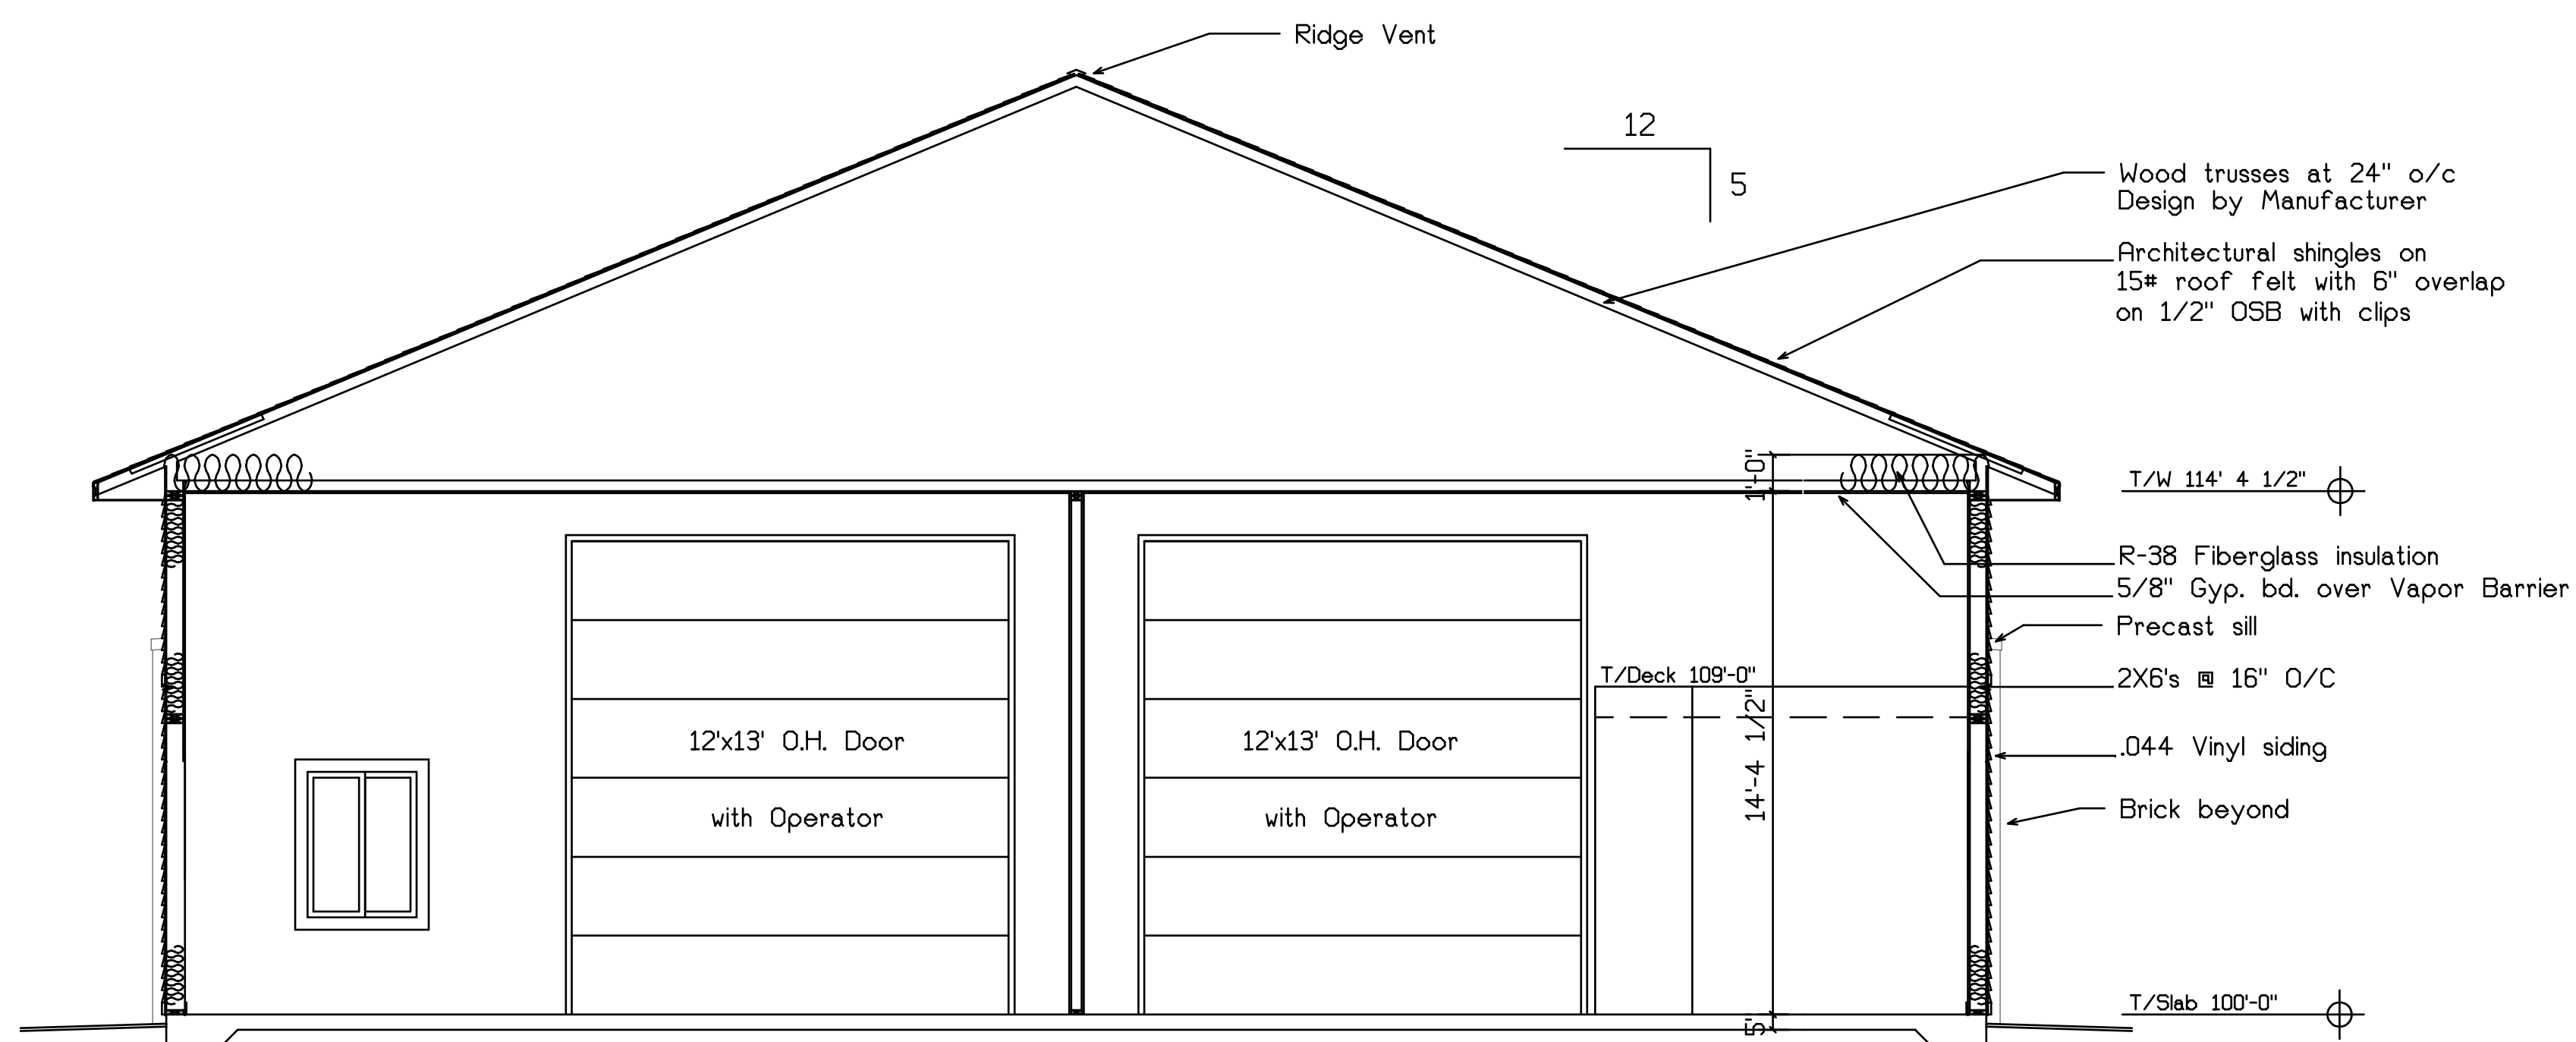 Ridge Vent
12
5
Wood trusses at 24" o/c
Design by Manufacturer
Architectural shingles on
15# roof felt with 6" overlap
on 1/2" OSB with clips
1'-0"
T/W 114' 4 1/2"
R-38 Fiberglass insulation
5/8" Gyp. bd. over Vapor Barrier
Precast sill
T/Deck 109'-0"
2X6's @ 16" O/C
12'x13' O.H. Door
with Operator
12'x13' O.H. Door
with Operator
14'-4 1/2"
.044 Vinyl siding
Brick beyond
T/Slab 100'-0"
5"